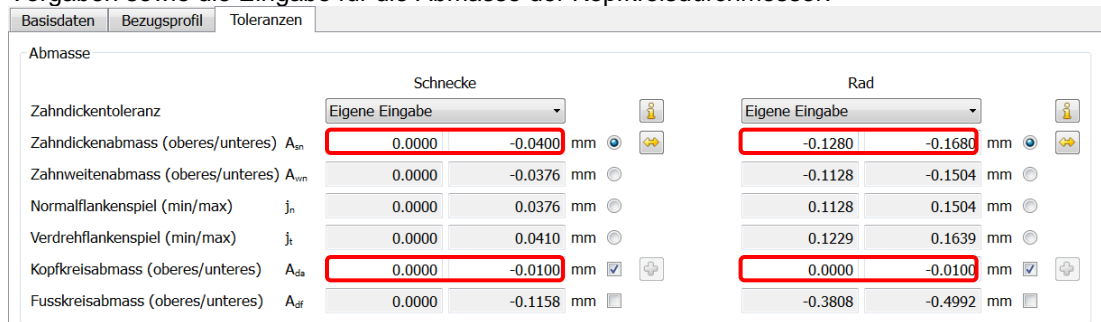 Vorgaben sowie die Eingabe für die Abmasse der Kopfkreisdurchmesser.
Basisdaten Bezugsprofil Toleranzen
Abmasse
Schnecke Rad
Zahndickentoleranz Eigene Eingabe Eigene Eingabe
Zahndickenabmass (oberes/unteres) Asn 0.0000 -0.0400 mm -0.1280 -0.1680 mm
Zahnweitenabmass (oberes/unteres) Awn 0.0000 -0.0376 mm -0.1128 -0.1504 mm
Normalflankenspiel (min/max) jn 0.0000 0.0376 mm 0.1128 0.1504 mm
Verdrehflankenspiel (min/max) jt 0.0000 0.0410 mm 0.1229 0.1639 mm
Kopfkreisabmass (oberes/unteres) Ada 0.0000 -0.0100 mm 0.0000 -0.0100 mm
Fusskreisabmass (oberes/unteres) Adf 0.0000 -0.1158 mm -0.3808 -0.4992 mm